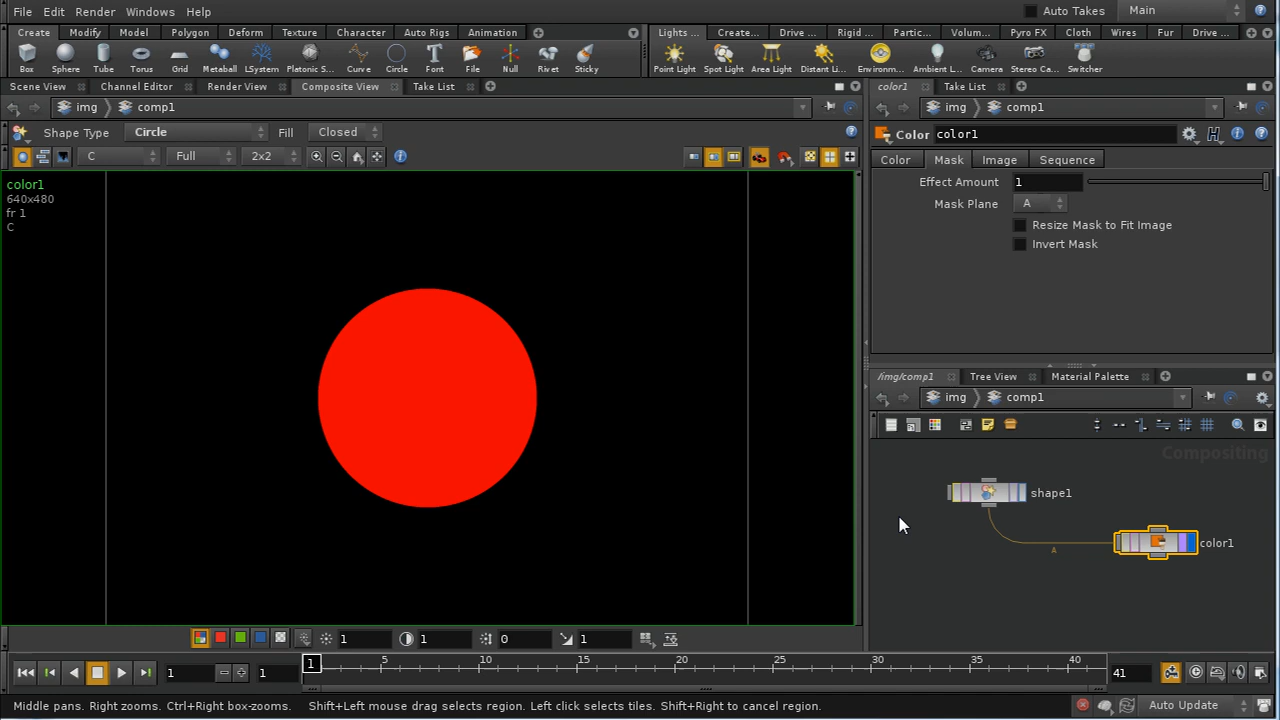 File Edit Render Windows Help Auto Takes Main
Create Modify Model Polygon Deform Texture Character Auto Rigs Animation Lights ... Create... Drive ... Rigid ... Partic... Volum... Pyro FX Cloth Wires Fur Drive ...
Box Sphere Tube Torus Grid Metaball LSystem Platonic S... Curve Circle Font File Null Rivet Sticky Point Light Spot Light Area Light Distant Li... Environm... Ambient L... Camera Stereo Ca... Switcher
Scene View Channel Editor Render View Composite View Take List color1 Take List
img comp1 img comp1
Shape Type Circle Fill Closed Color color1
C Full 2x2 Color Mask Image Sequence
color1
640x480
fr 1
C
Effect Amount 1
Mask Plane A
Resize Mask to Fit Image
Invert Mask
/img/comp1 Tree View Material Palette
img comp1
Compositing
shape1
A
color1
1 1 0 1
1 1 1 5 10 15 20 25 30 35 40 41
Middle pans. Right zooms. Ctrl+Right box-zooms. Shift+Left mouse drag selects region. Left click selects tiles. Shift+Right to cancel region. Auto Update